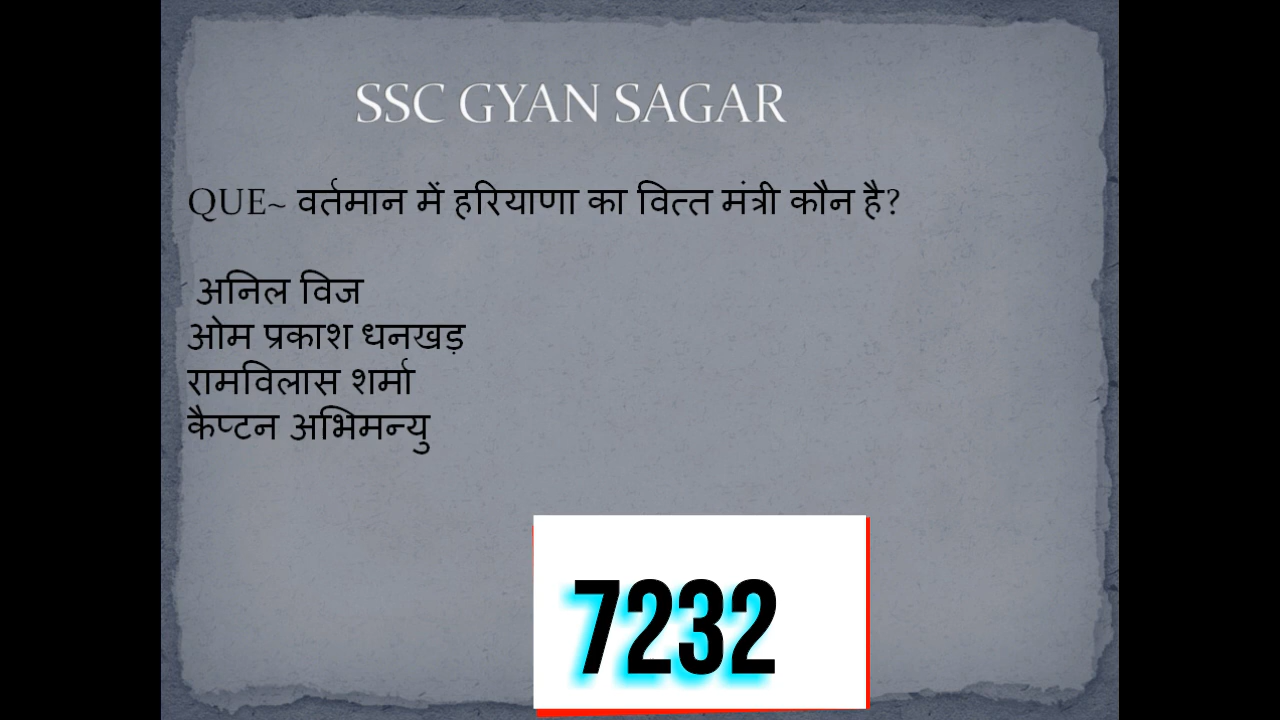 SSC GYAN SAGAR
QUE~ वर्तमान में हरियाणा का वित्त मंत्री कौन है?
अनिल विज
ओम प्रकाश धनखड़
रामविलास शर्मा
कैप्टन अभिमन्यु
7232